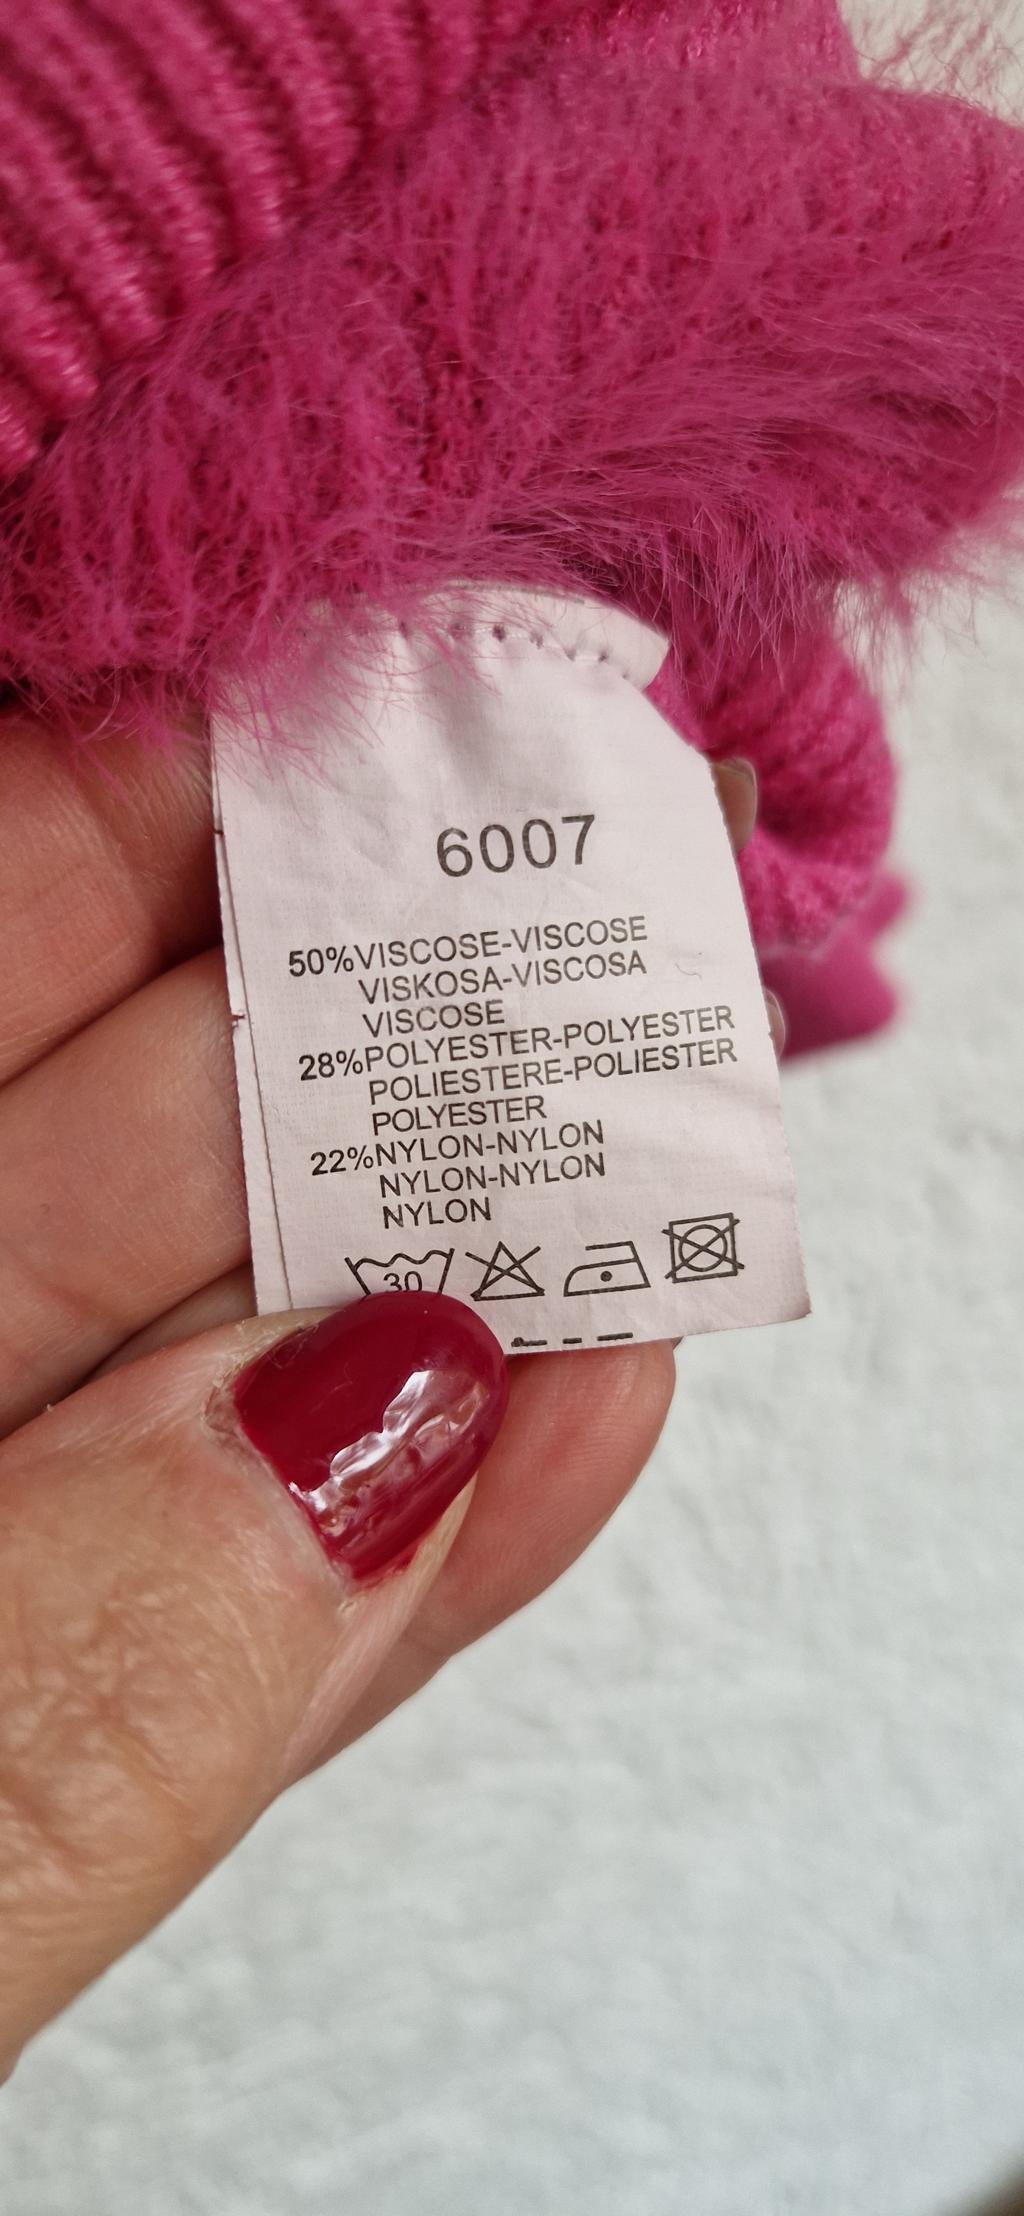 6007
50%VISCOSE-VISCOSE
VISKOSA-VISCOSA
VISCOSE
28%POLYESTER-POLYESTER
POLIESTERE-POLIESTER
POLYESTER
22%NYLON-NYLON
NYLON-NYLON
NYLON
30